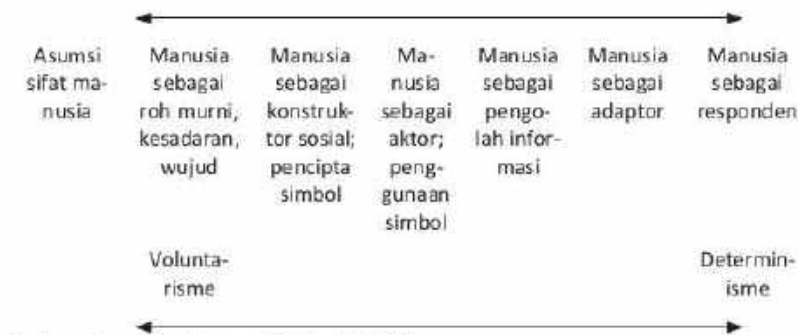 Asumsi
sifat ma-
nusia
Manusia
sebagai
roh murni,
kesadaran,
wujud
Manusia
sebagai
konstruk-
tor sosial;
pencipta
simbol
Ma-
nusia
sebagai
aktor;
peng-
gunaan
simbol
Manusia
sebagai
pengo-
lah infor-
masi
Manusia
sebagai
adaptor
Manusia
sebagai
responden
Volunta-
risme
Determin-
isme